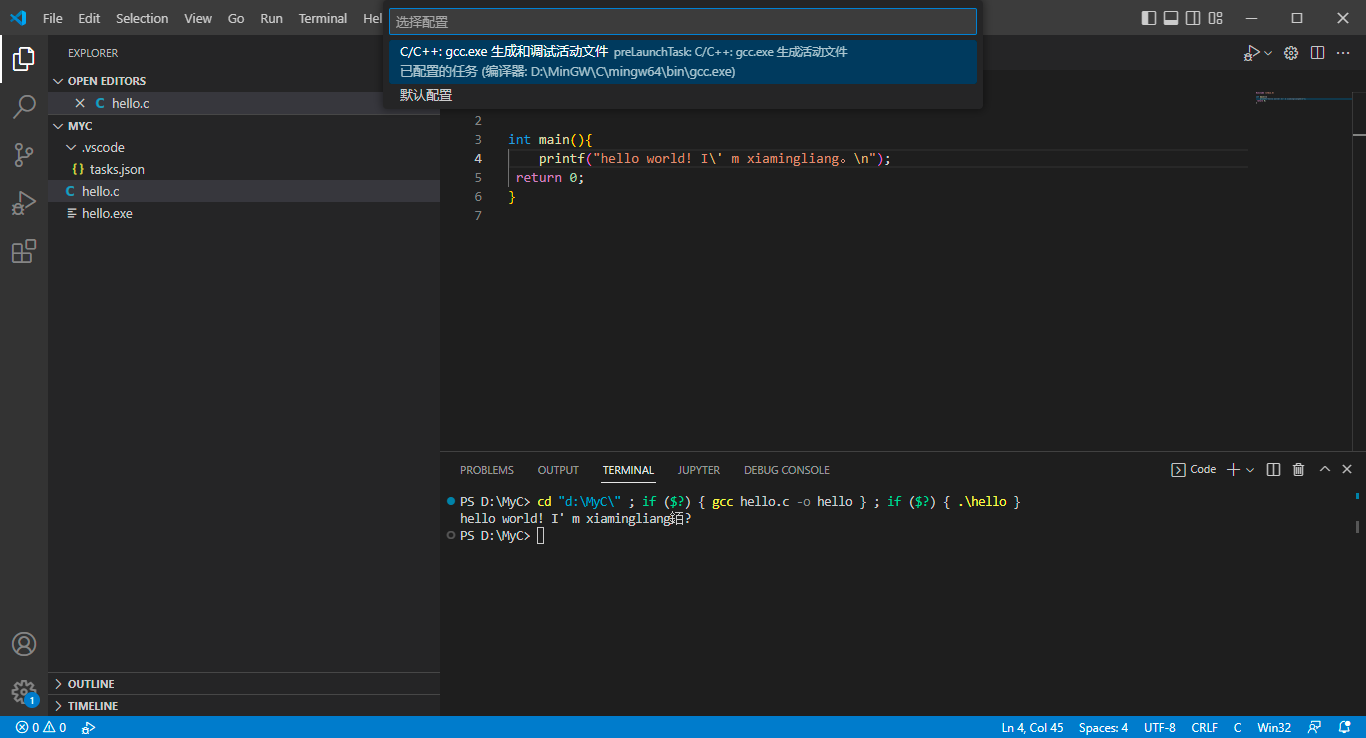 File Edit Selection View Go Run Terminal Hel
选择配置
C/C++: gcc.exe 生成和调试活动文件 preLaunchTask: C/C++: gcc.exe 生成活动文件
已配置的任务 (编译器: D:\MinGW\C\mingw64\bin\gcc.exe)
默认配置
EXPLORER
OPEN EDITORS
C hello.c
MYC
.vscode
{} tasks.json
C hello.c
hello.exe
OUTLINE
TIMELINE
2
3 int main(){
4 printf("hello world! I\' m xiamingliang。\n");
5 return 0;
6 }
7
PROBLEMS OUTPUT TERMINAL JUPYTER DEBUG CONSOLE
Code
PS D:\MyC> cd "d:\MyC\" ; if ($?) { gcc hello.c -o hello } ; if ($?) { .\hello }
hello world! I' m xiamingliang銆?
PS D:\MyC>
1
0 0
Ln 4, Col 45 Spaces: 4 UTF-8 CRLF C Win32